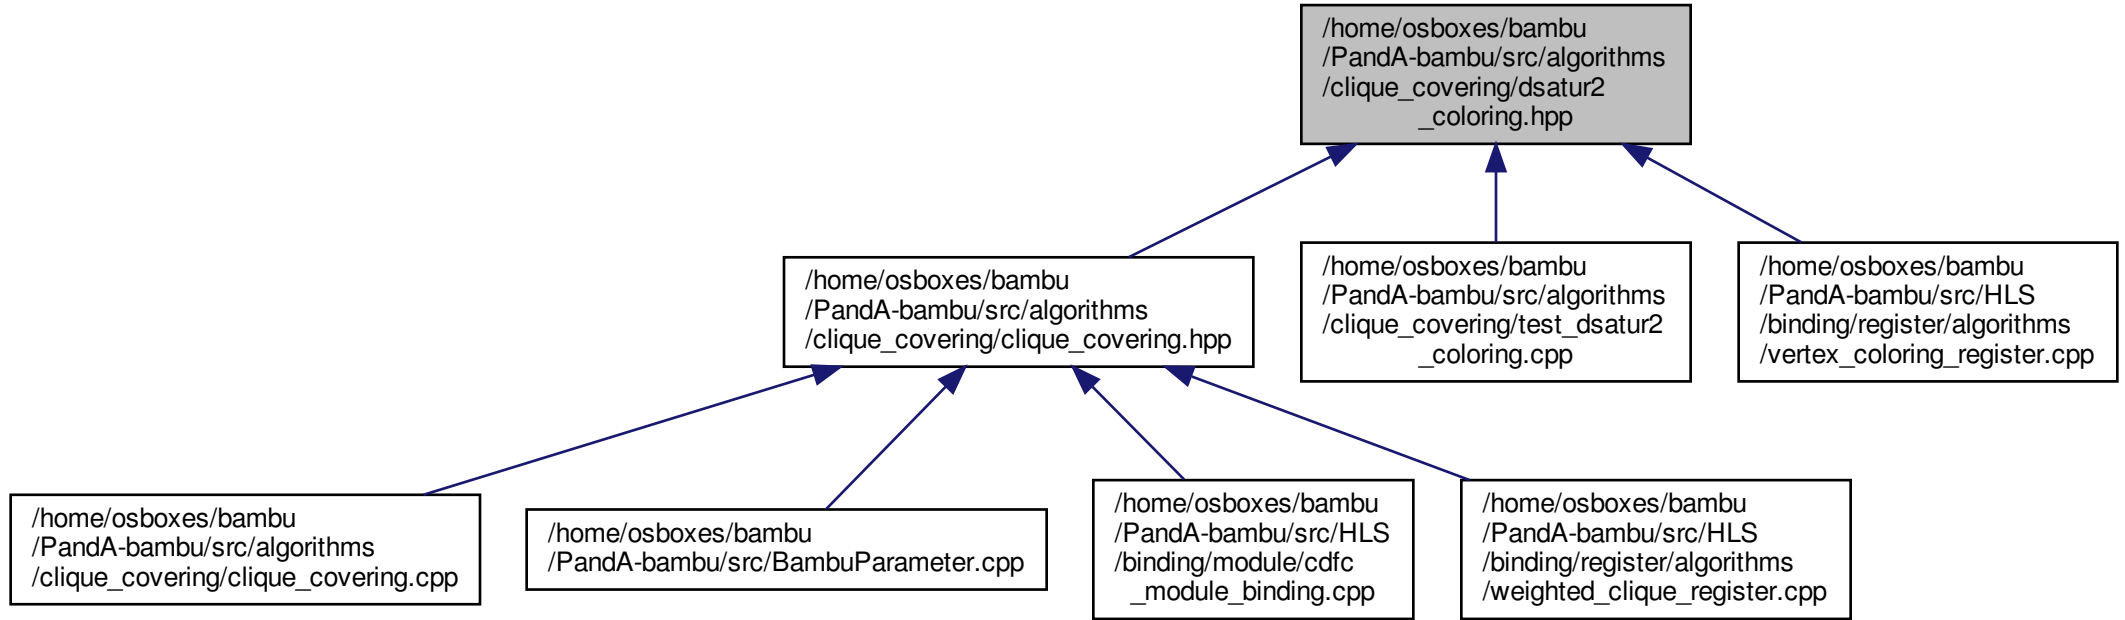 /home/osboxes/bambu
/PandA-bambu/src/algorithms
/clique_covering/dsatur2
_coloring.hpp
/home/osboxes/bambu
/PandA-bambu/src/algorithms
/clique_covering/clique_covering.hpp
/home/osboxes/bambu
/PandA-bambu/src/algorithms
/clique_covering/test_dsatur2
_coloring.cpp
/home/osboxes/bambu
/PandA-bambu/src/HLS
/binding/register/algorithms
/vertex_coloring_register.cpp
/home/osboxes/bambu
/PandA-bambu/src/algorithms
/clique_covering/clique_covering.cpp
/home/osboxes/bambu
/PandA-bambu/src/BambuParameter.cpp
/home/osboxes/bambu
/PandA-bambu/src/HLS
/binding/module/cdfc
_module_binding.cpp
/home/osboxes/bambu
/PandA-bambu/src/HLS
/binding/register/algorithms
/weighted_clique_register.cpp